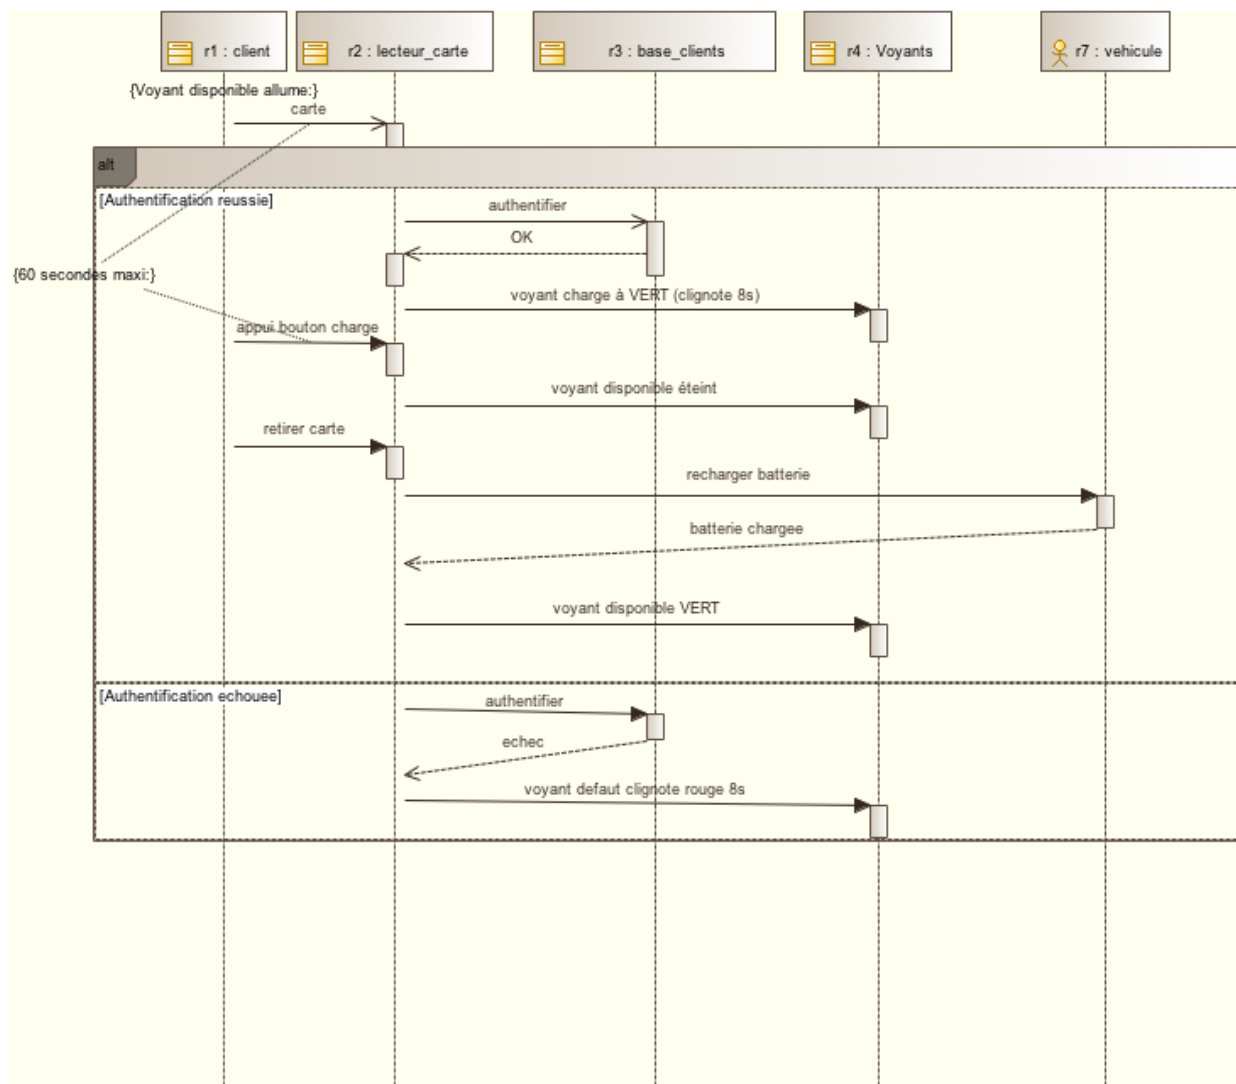 r1 : client
r2 : lecteur_carte
r3 : base_clients
r4 : Voyants
r7 : vehicule
{Voyant disponible allume:}
carte
alt
[Authentification reussie]
authentifier
OK
{60 secondes maxi:}
voyant charge à VERT (clignote 8s)
appui bouton charge
voyant disponible éteint
retirer carte
recharger batterie
batterie chargee
voyant disponible VERT
[Authentification echouee]
authentifier
echec
voyant defaut clignote rouge 8s